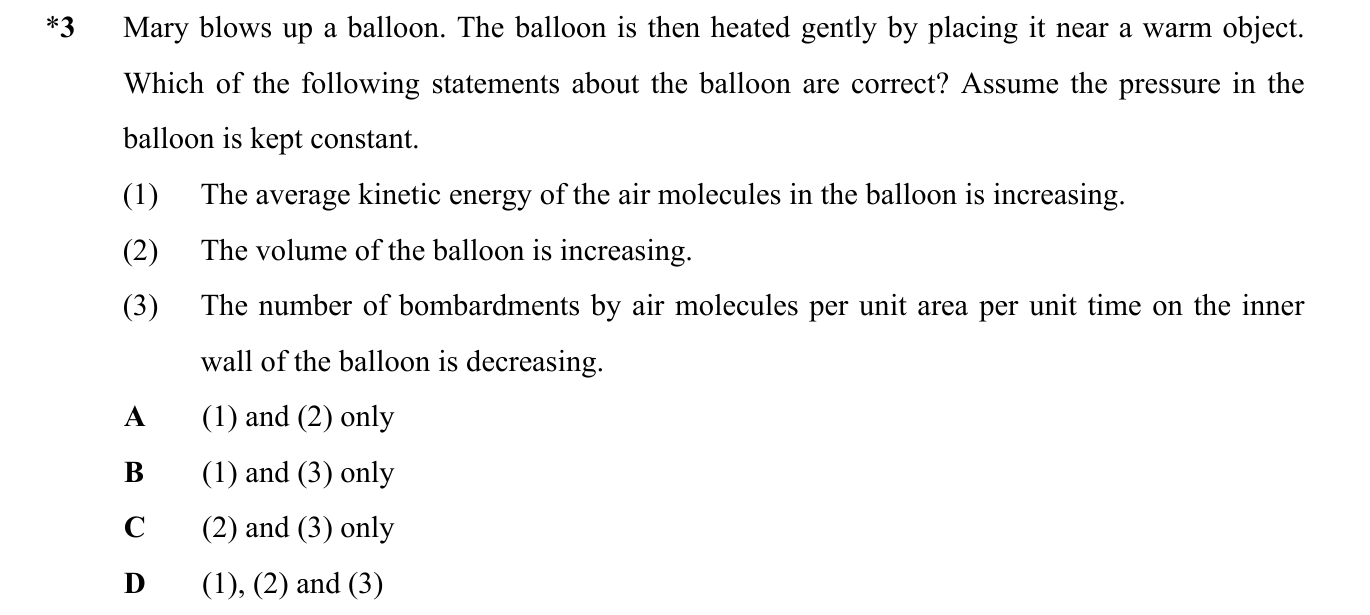 *3 Mary blows up a balloon. The balloon is then heated gently by placing it near a warm object.
Which of the following statements about the balloon are correct? Assume the pressure in the
balloon is kept constant.
(1) The average kinetic energy of the air molecules in the balloon is increasing.
(2) The volume of the balloon is increasing.
(3) The number of bombardments by air molecules per unit area per unit time on the inner
wall of the balloon is decreasing.
A (1) and (2) only
B (1) and (3) only
C (2) and (3) only
D (1), (2) and (3)